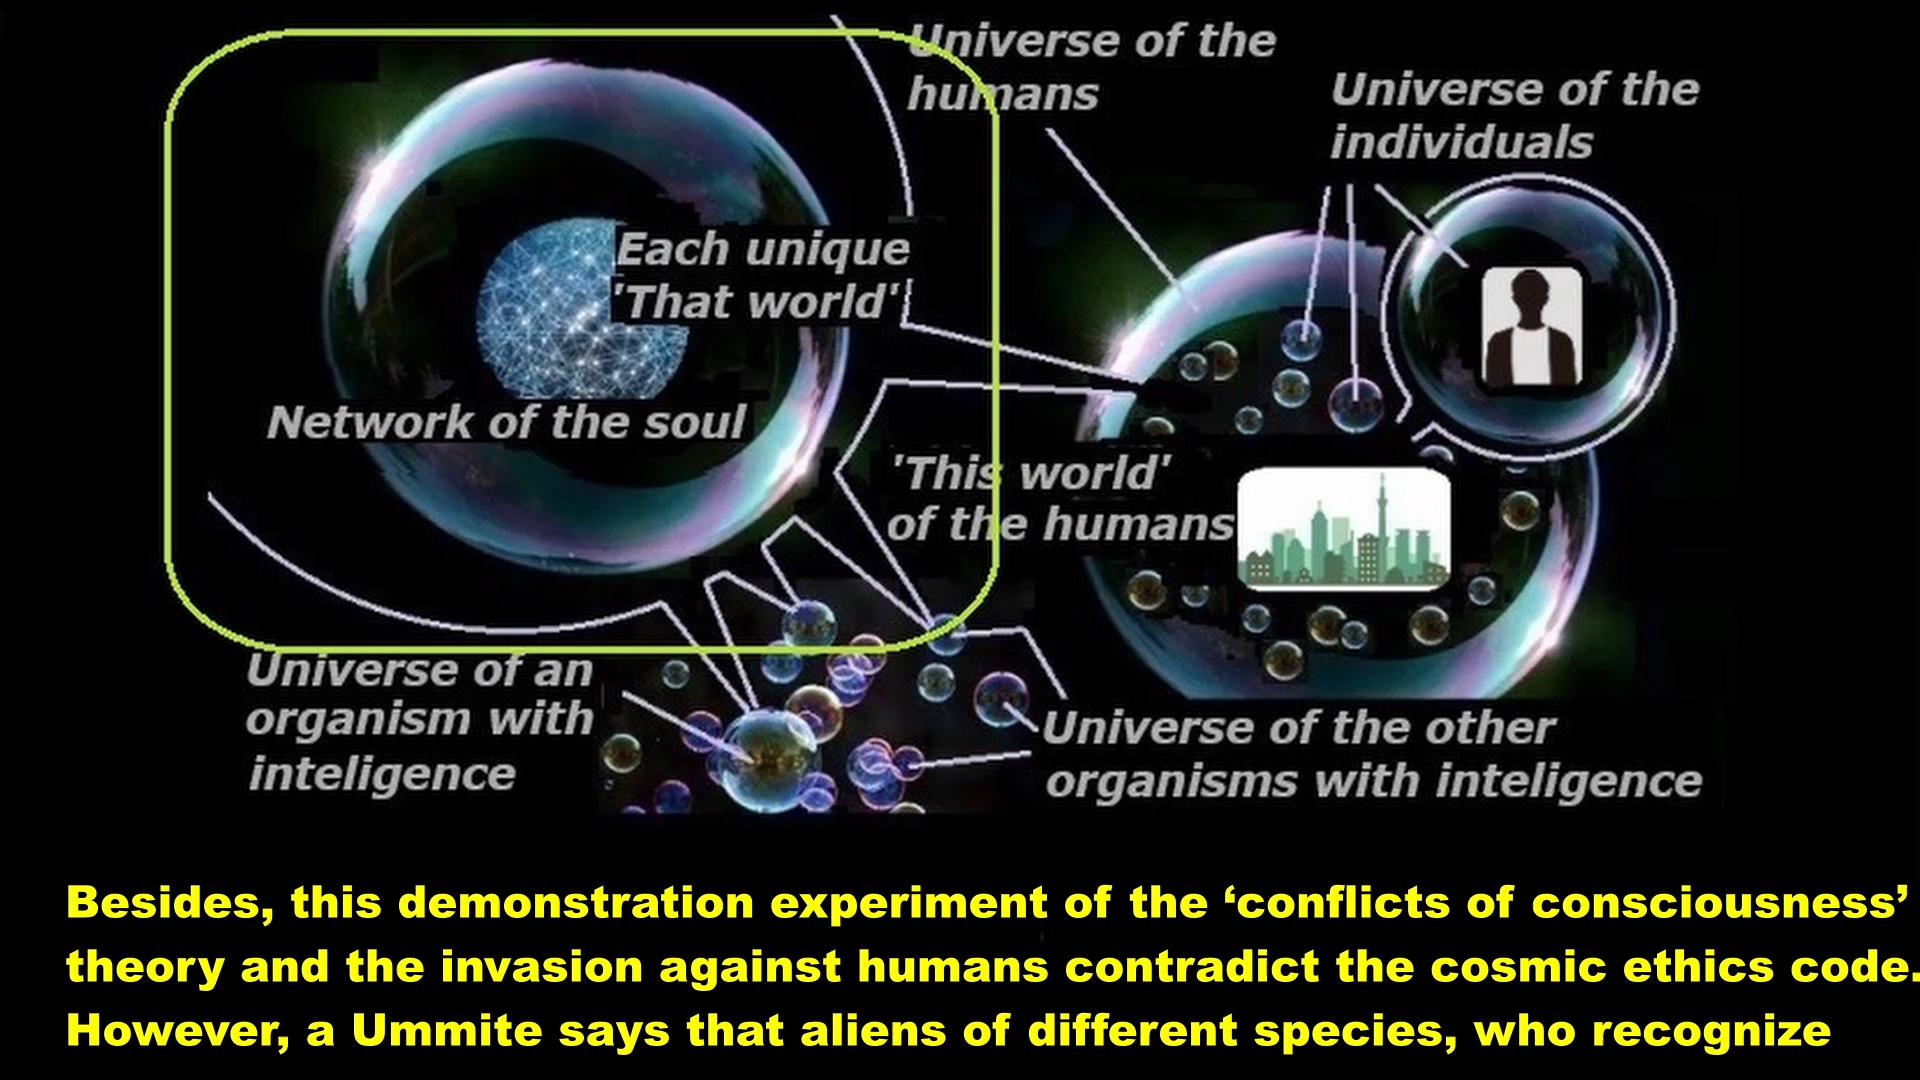 Universe of the
humans
Universe of the
individuals
Each unique
'That world'
Network of the soul
'This world'
of the humans
Universe of an
organism with
inteligence
Universe of the other
organisms with inteligence
Besides, this demonstration experiment of the ‘conflicts of consciousness’
theory and the invasion against humans contradict the cosmic ethics code.
However, a Ummite says that aliens of different species, who recognize